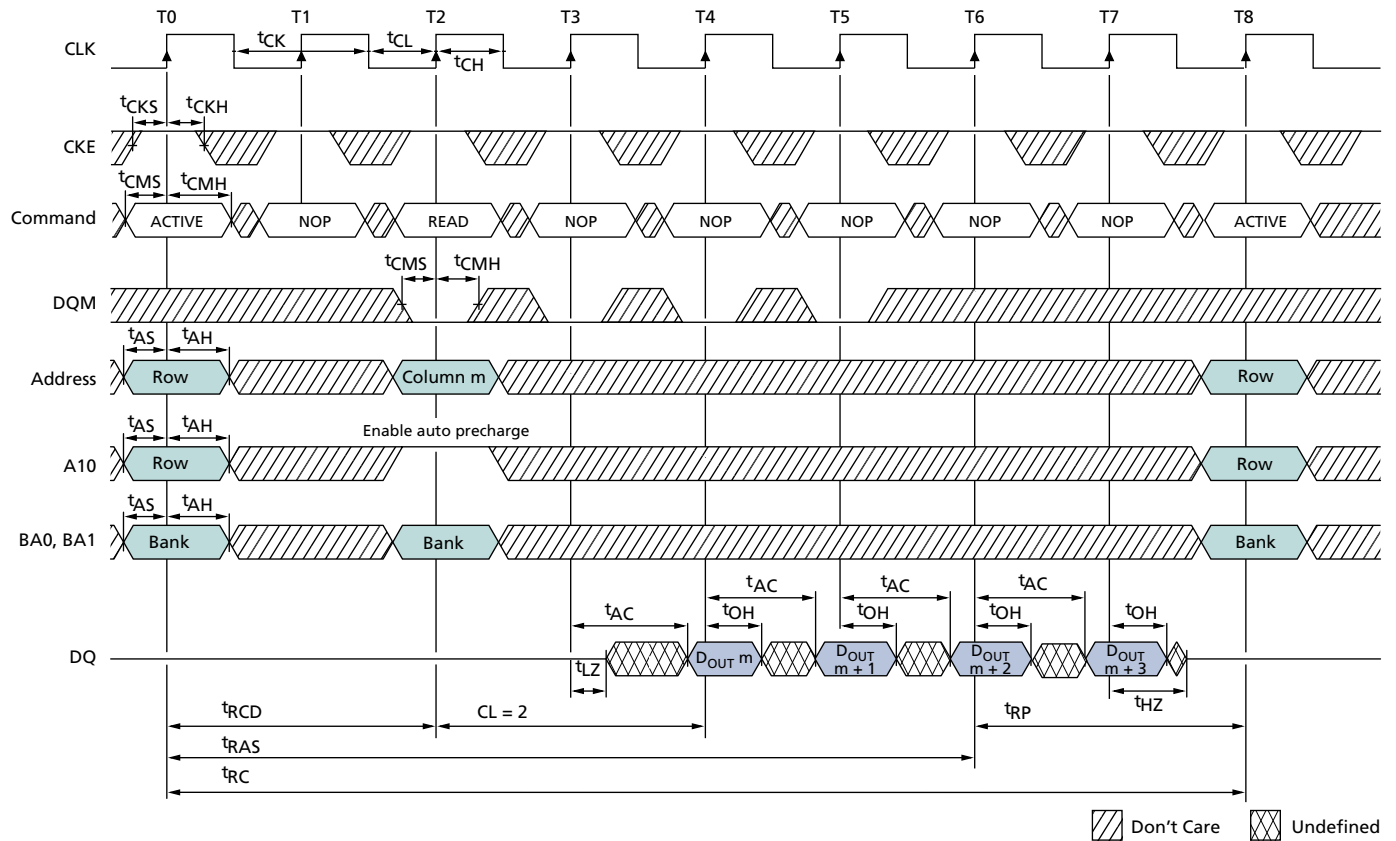 T0 T1 T2 T3 T4 T5 T6 T7 T8
CLK
tCK tCL
tCH
tCKS tCKH
CKE
tCMS tCMH
Command ACTIVE NOP READ NOP NOP NOP NOP NOP ACTIVE
tCMS tCMH
DQM
tAS tAH
Address Row Column m Row
tAS tAH
Enable auto precharge
A10 Row Row
tAS tAH
BA0, BA1 Bank Bank Bank
tAC tAC tAC
tAC tOH tOH tOH tOH
DQ DOUT m DOUT m + 1 DOUT m + 2 DOUT m + 3
tLZ tHZ
tRCD CL = 2 tRP
tRAS
tRC
Don't Care Undefined